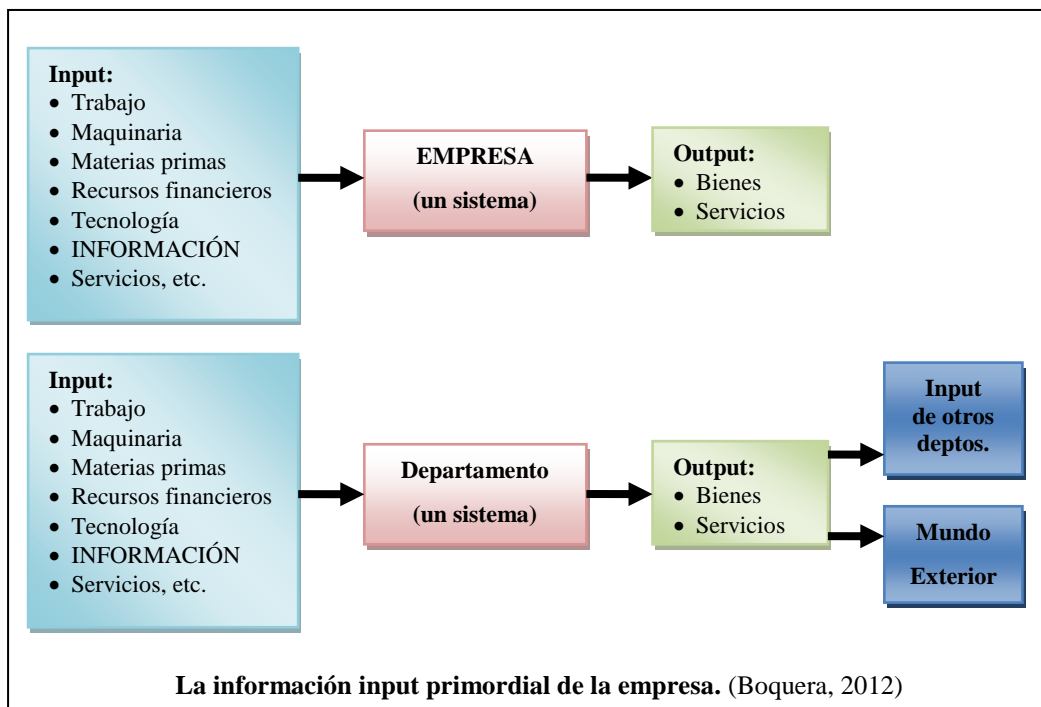 Input:
• Trabajo
• Maquinaria
• Materias primas
• Recursos financieros
• Tecnología
• INFORMACIÓN
• Servicios, etc.
EMPRESA
(un sistema)
Output:
• Bienes
• Servicios
Input:
• Trabajo
• Maquinaria
• Materias primas
• Recursos financieros
• Tecnología
• INFORMACIÓN
• Servicios, etc.
Departamento
(un sistema)
Output:
• Bienes
• Servicios
Input
de otros
deptos.
Mundo
Exterior
La información input primordial de la empresa. (Boquera, 2012)